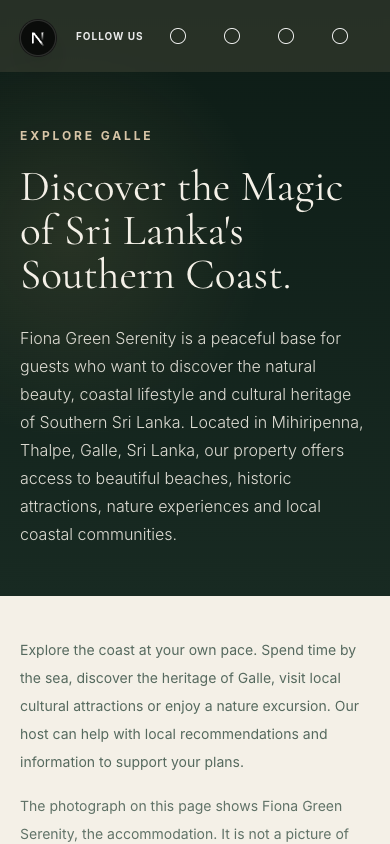 N
FOLLOW US
EXPLORE GALLE
Discover the Magic
of Sri Lanka's
Southern Coast.
Fiona Green Serenity is a peaceful base for
guests who want to discover the natural
beauty, coastal lifestyle and cultural heritage
of Southern Sri Lanka. Located in Mihiripenna,
Thalpe, Galle, Sri Lanka, our property offers
access to beautiful beaches, historic
attractions, nature experiences and local
coastal communities.
Explore the coast at your own pace. Spend time by
the sea, discover the heritage of Galle, visit local
cultural attractions or enjoy a nature excursion. Our
host can help with local recommendations and
information to support your plans.
The photograph on this page shows Fiona Green
Serenity, the accommodation. It is not a picture of